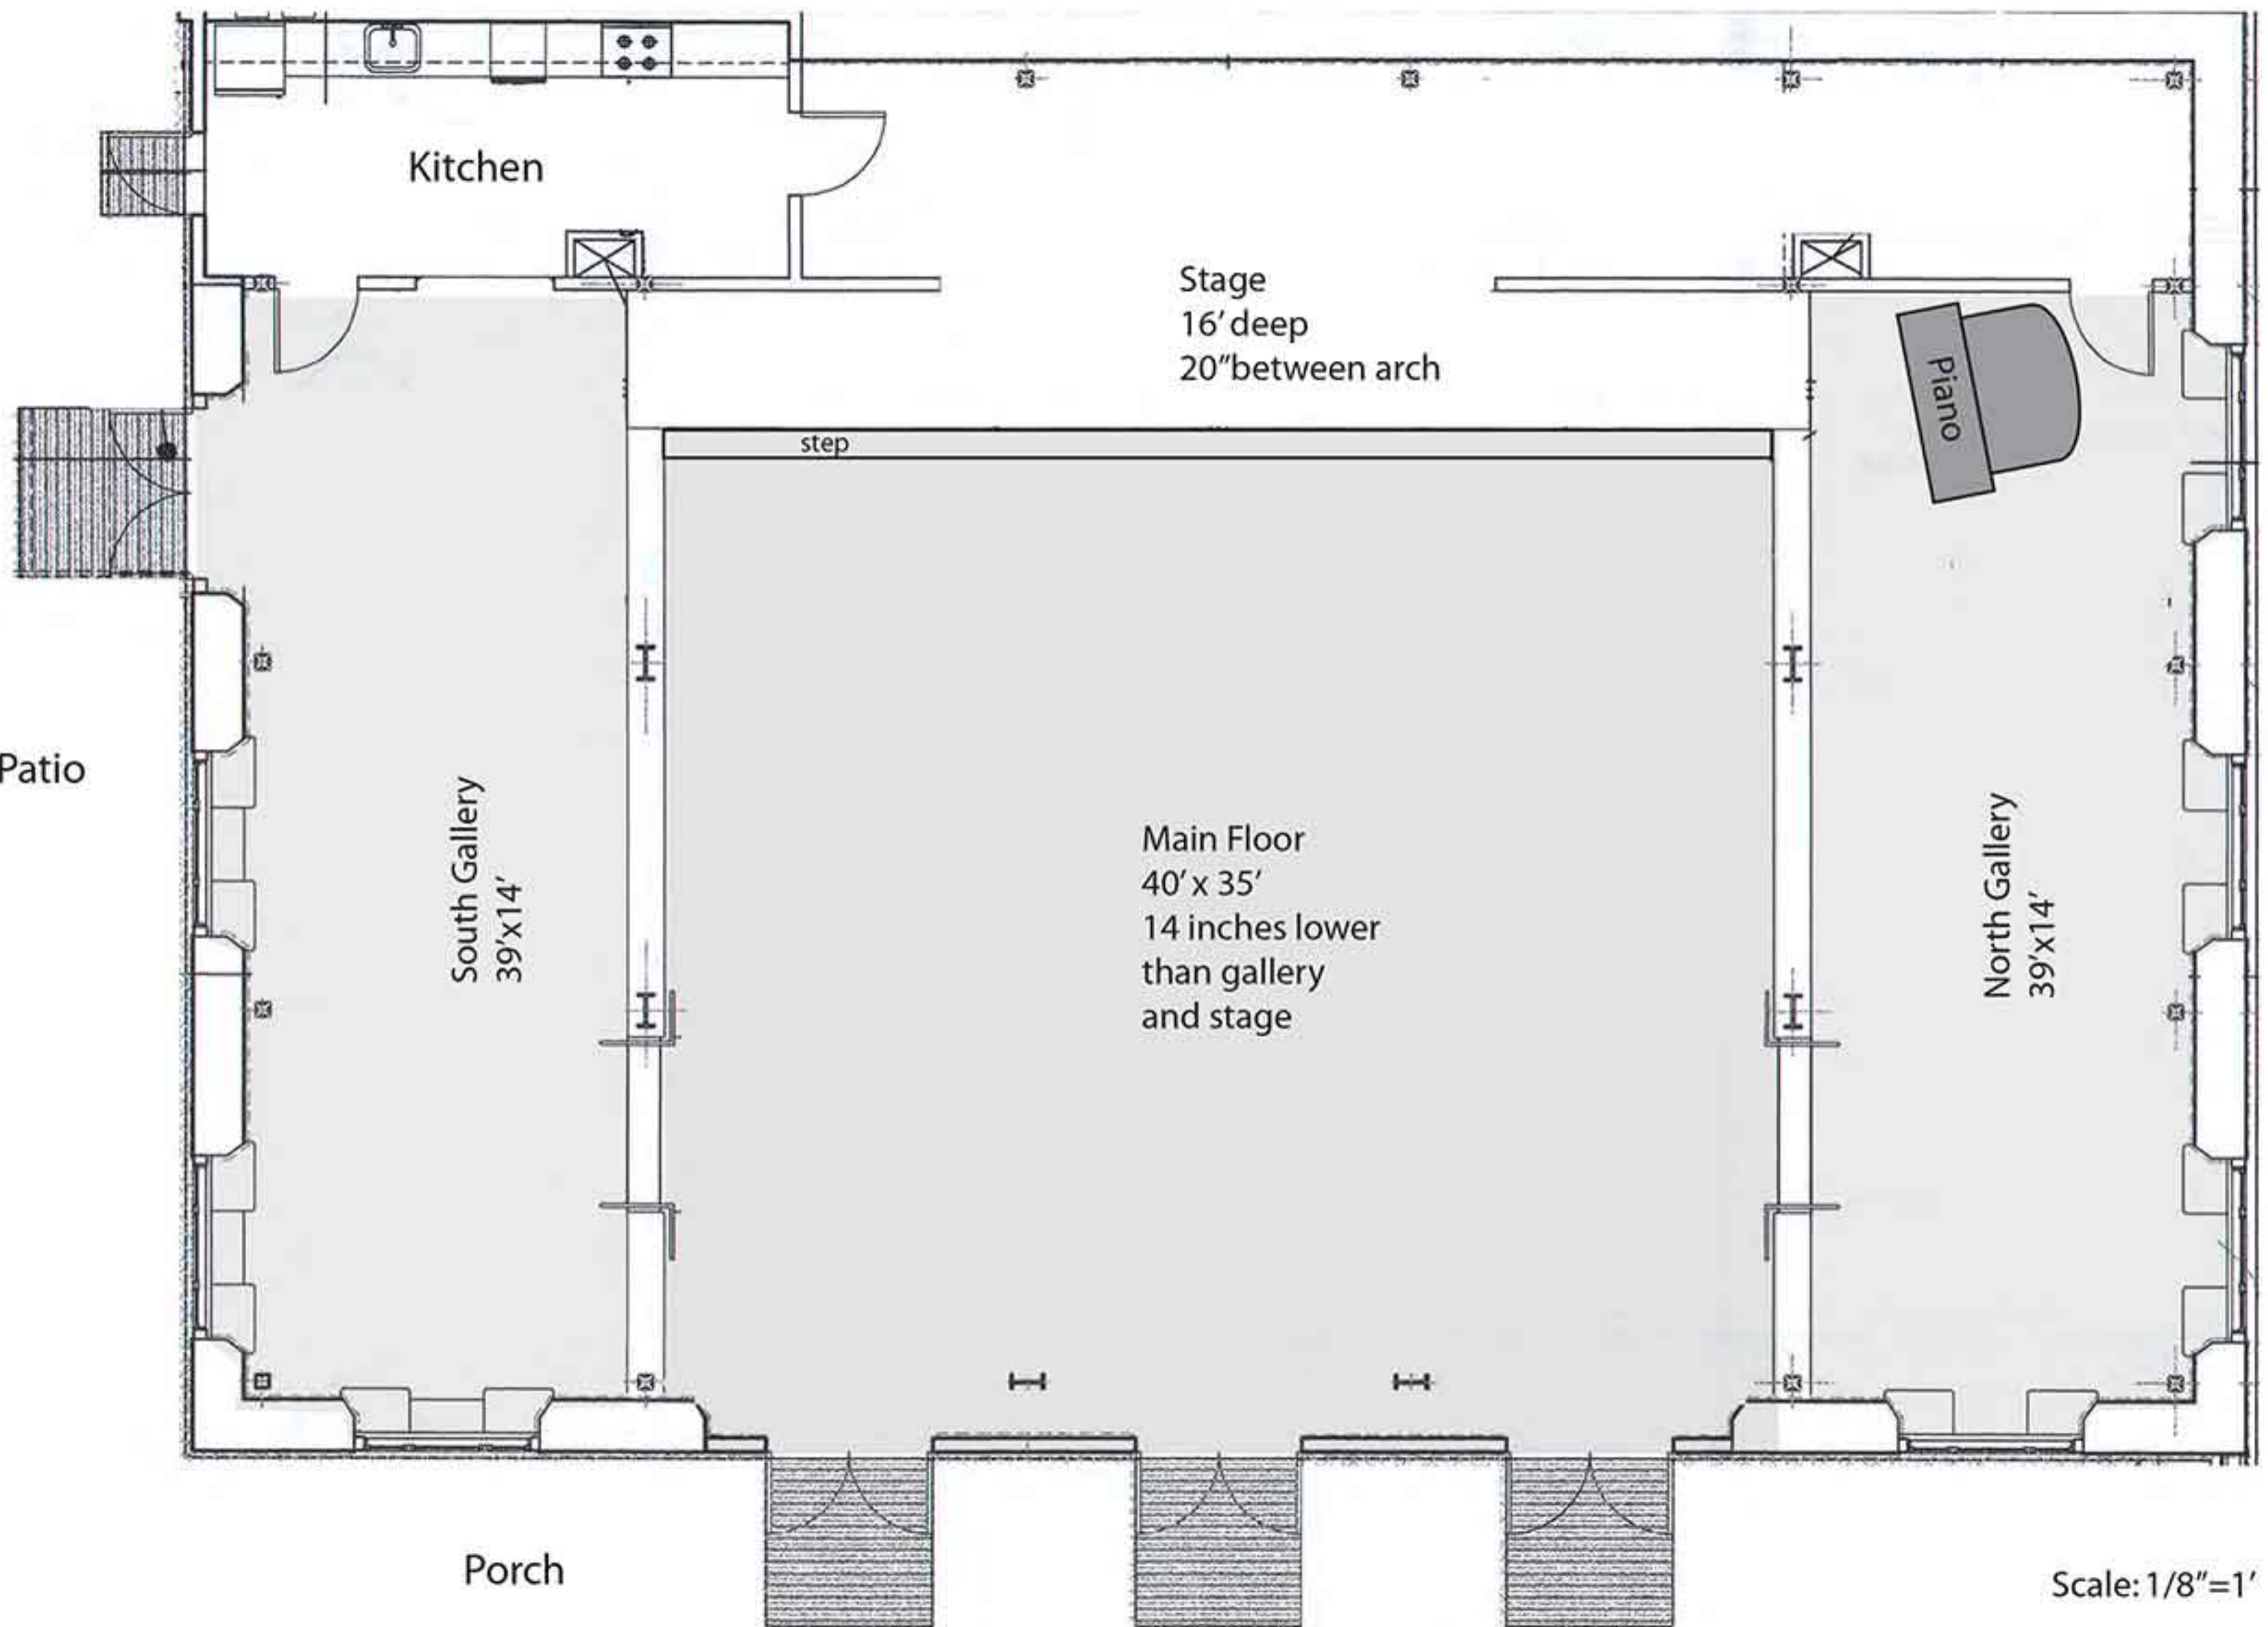 Kitchen
Stage
16' deep
20"between arch
Piano
step
Patio
South Gallery
39'x14'
Main Floor
40' x 35'
14 inches lower
than gallery
and stage
North Gallery
39'x14'
Porch
Scale: 1/8"=1'